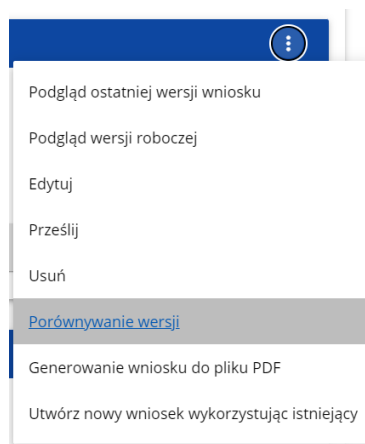 Podgląd ostatniej wersji wniosku
Podgląd wersji roboczej
Edytuj
Prześlij
Usuń
Porównywanie wersji
Generowanie wniosku do pliku PDF
Utwórz nowy wniosek wykorzystując istniejący